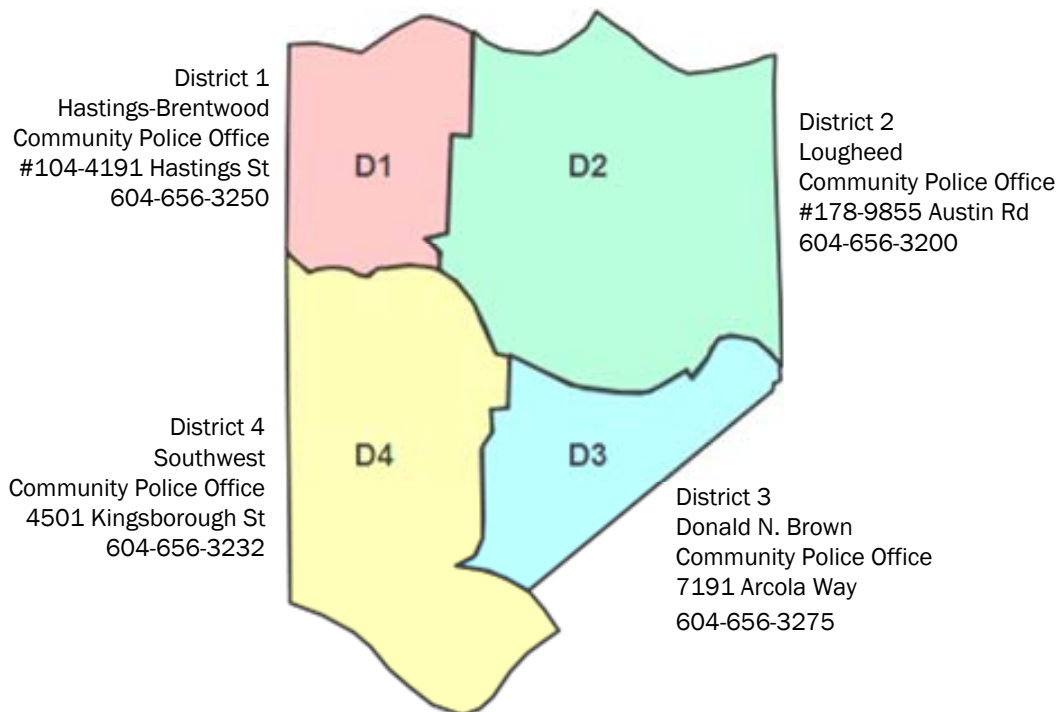 District 1
Hastings-Brentwood
Community Police Office
#104-4191 Hastings St
604-656-3250
D1
D2
District 2
Lougheed
Community Police Office
#178-9855 Austin Rd
604-656-3200
District 4
Southwest
Community Police Office
4501 Kingsborough St
604-656-3232
D4
D3
District 3
Donald N. Brown
Community Police Office
7191 Arcola Way
604-656-3275